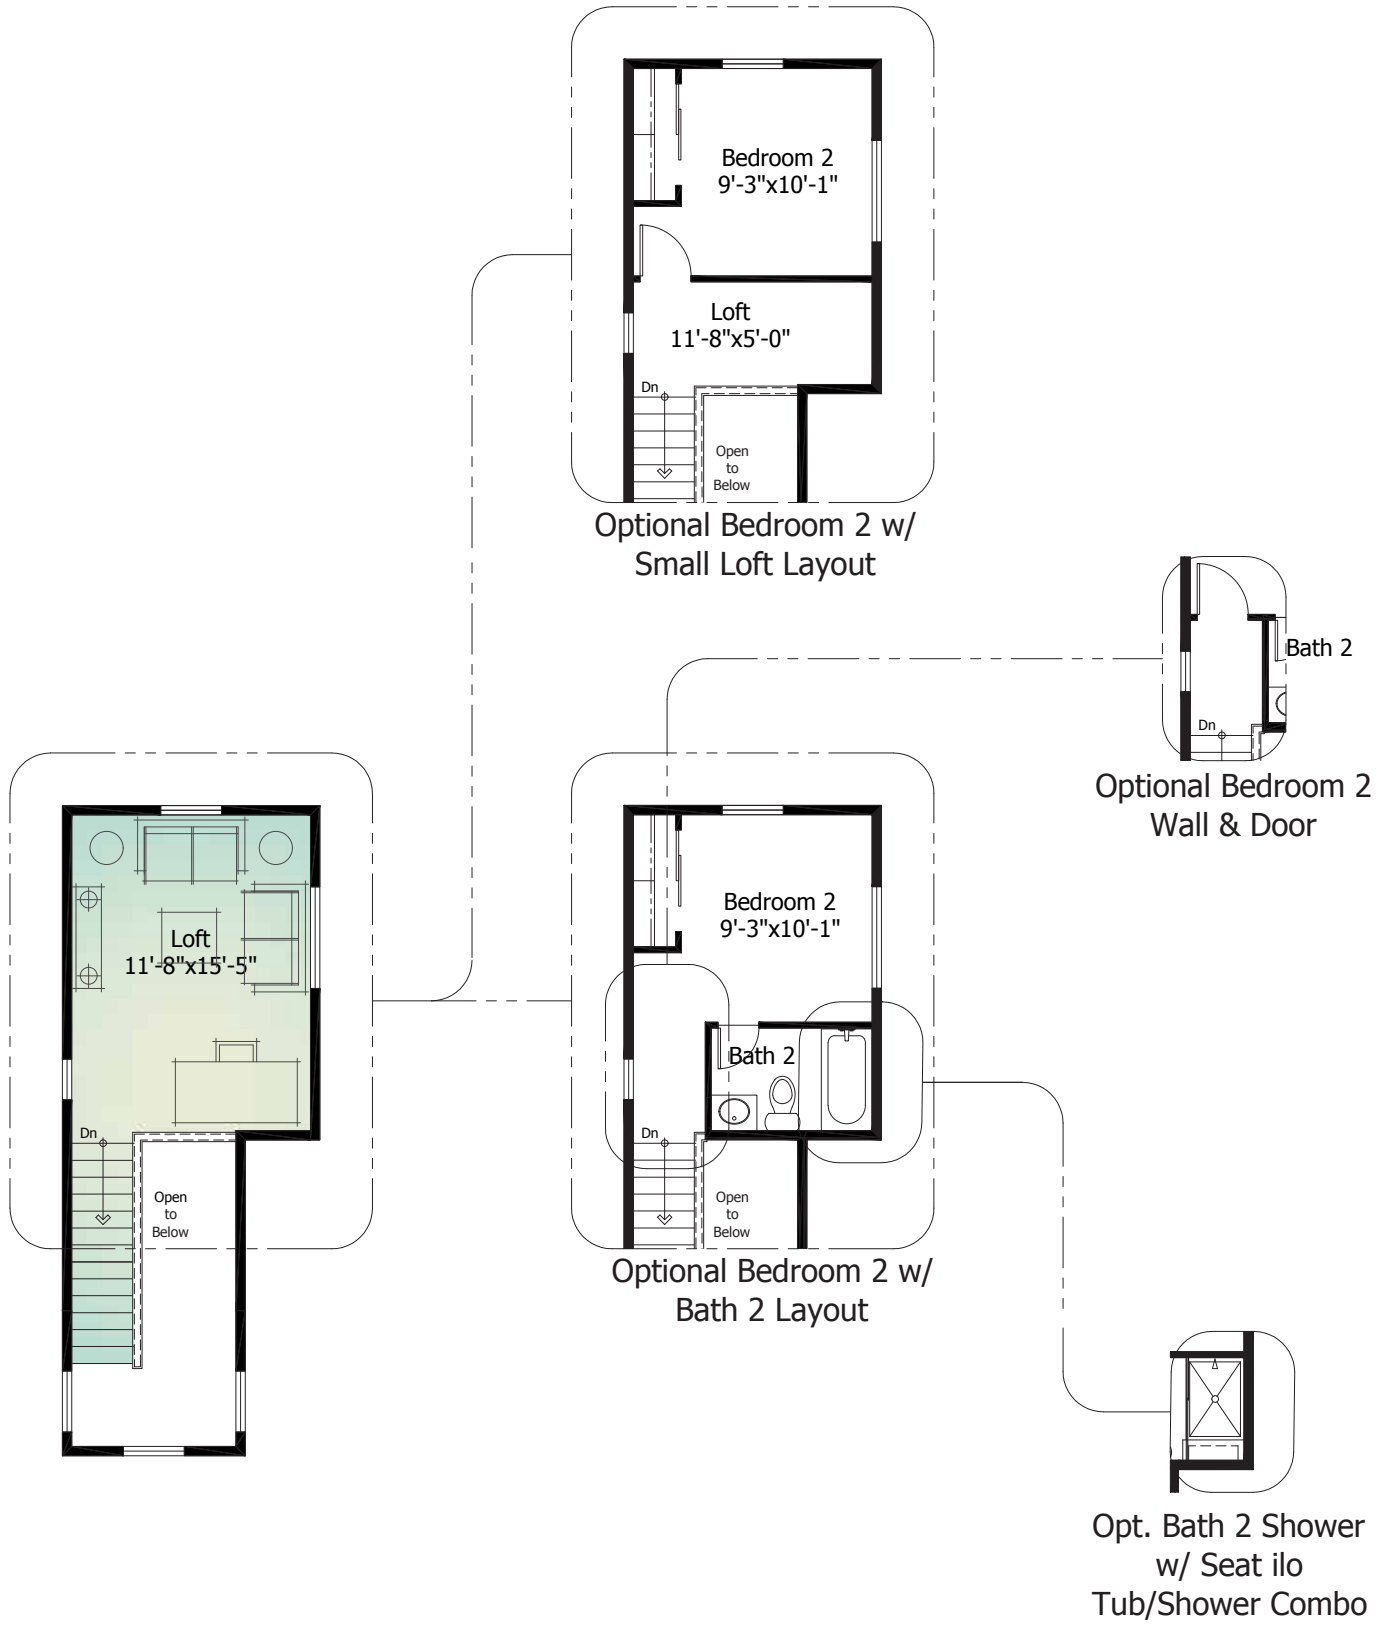 Bedroom 2
9'-3"x10'-1"
Loft
11'-8"x5'-0"
Dn
Open
to
Below
Optional Bedroom 2 w/
Small Loft Layout
Bath 2
Dn
Optional Bedroom 2
Wall & Door
Loft
11'-8"x15'-5"
Dn
Open
to
Below
Bedroom 2
9'-3"x10'-1"
Bath 2
Dn
Open
to
Below
Optional Bedroom 2 w/
Bath 2 Layout
Opt. Bath 2 Shower
w/ Seat ilo
Tub/Shower Combo